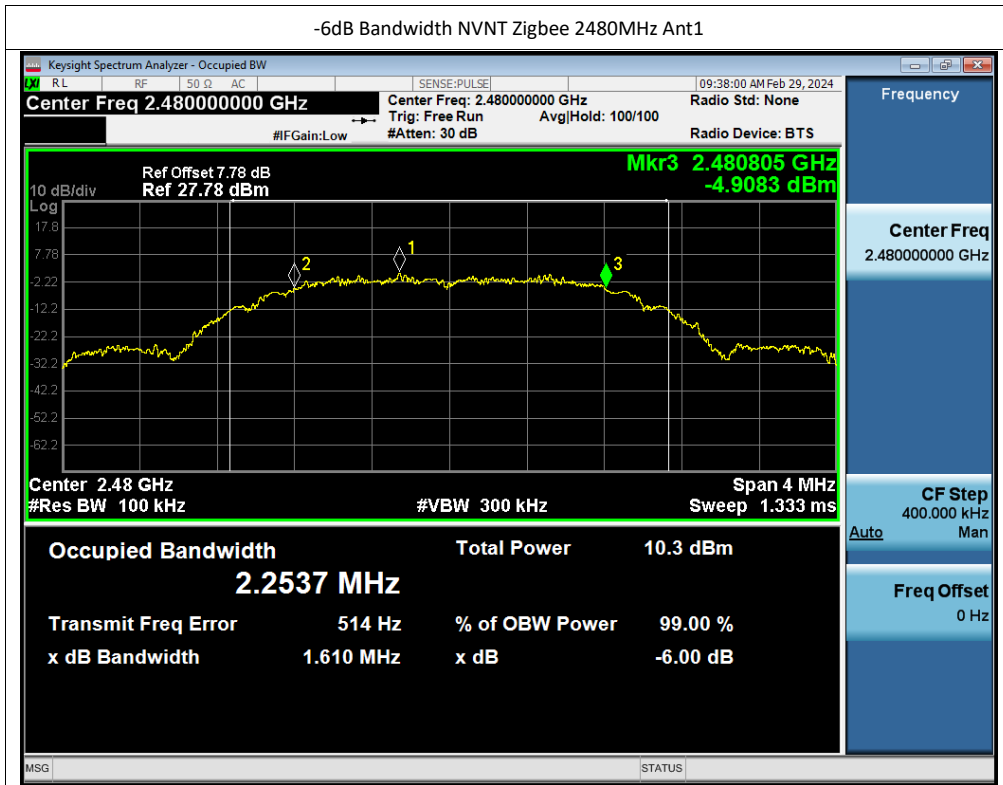 -6dB Bandwidth NVNT Zigbee 2480MHz Ant1
Keysight Spectrum Analyzer - Occupied BW
LXI RL RF 50 Ω AC SENSE:PULSE 09:38:00 AM Feb 29, 2024
Center Freq 2.480000000 GHz
Center Freq: 2.480000000 GHz
Radio Std: None
Trig: Free Run Avg|Hold: 100/100
#IFGain:Low #Atten: 30 dB Radio Device: BTS
Mkr3 2.480805 GHz
-4.9083 dBm
Ref Offset 7.78 dB
10 dB/div Ref 27.78 dBm
Log
17.8
7.78
-2.22
-12.2
-22.2
-32.2
-42.2
-52.2
-62.2
1
2
3
Center 2.48 GHz Span 4 MHz
#Res BW 100 kHz #VBW 300 kHz Sweep 1.333 ms
Occupied Bandwidth Total Power 10.3 dBm
2.2537 MHz
Transmit Freq Error 514 Hz % of OBW Power 99.00 %
x dB Bandwidth 1.610 MHz x dB -6.00 dB
Frequency
Center Freq
2.480000000 GHz
CF Step
400.000 kHz
Auto Man
Freq Offset
0 Hz
MSG STATUS